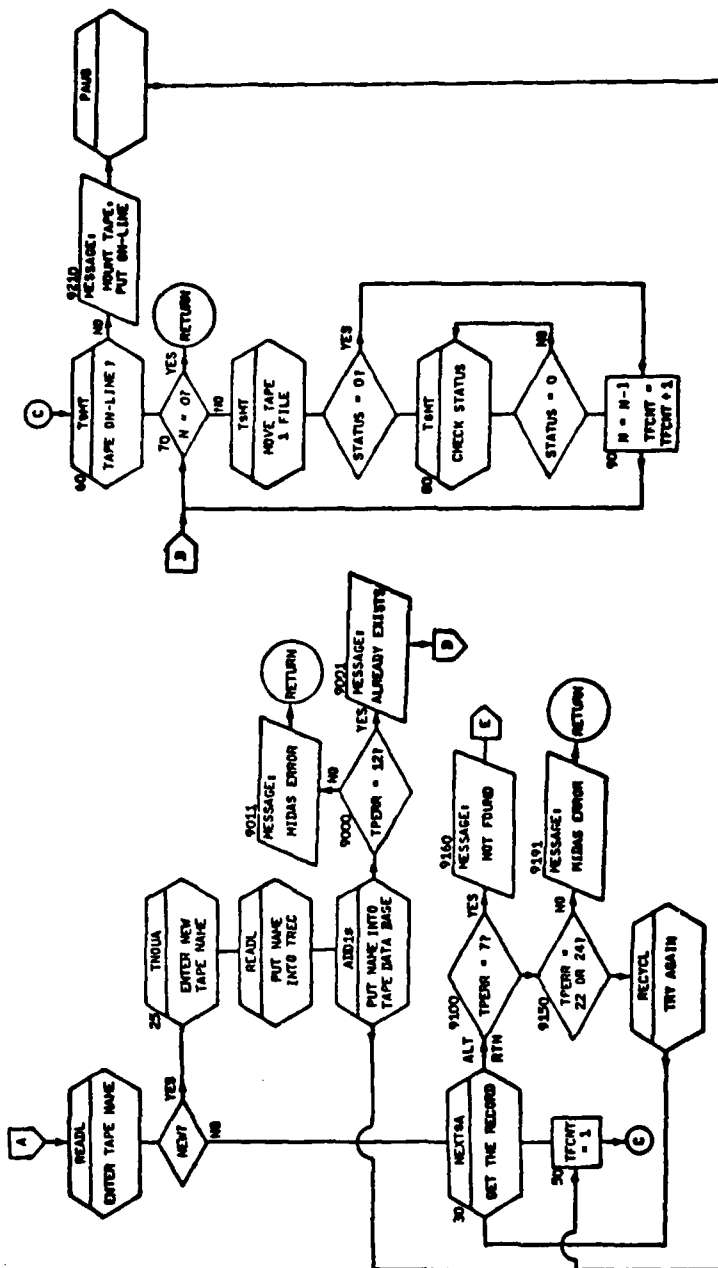 A
READL
ENTER TAPE NAME
NEW?
YES
NO
25
TNOUA
ENTER NEW
TAPE NAME
READL
PUT NAME
INTO TREC
ADD1$
PUT NAME INTO
TAPE DATA BASE
9000
TPERR = 12?
NO
YES
9011
MESSAGE:
MIDAS ERROR
RETURN
9001
MESSAGE:
ALREADY EXISTS
D
30
NEXT$A
GET THE RECORD
ALT
RTN
50
TFCNT
= 1
C
9100
TPERR = 7?
YES
9160
MESSAGE:
NOT FOUND
E
9150
TPERR =
22 OR 24?
NO
9191
MESSAGE:
MIDAS ERROR
RETURN
RECYCL
TRY AGAIN
C
60
T$MT
TAPE ON-LINE?
NO
9210
MESSAGE:
MOUNT TAPE:
PUT ON-LINE
PAU$
70
N = 0?
YES
RETURN
NO
T$MT
MOVE TAPE
1 FILE
STATUS = 0?
YES
80
T$MT
CHECK STATUS
STATUS = 0
NO
90
N = N-1
TFCNT =
TFCNT + 1